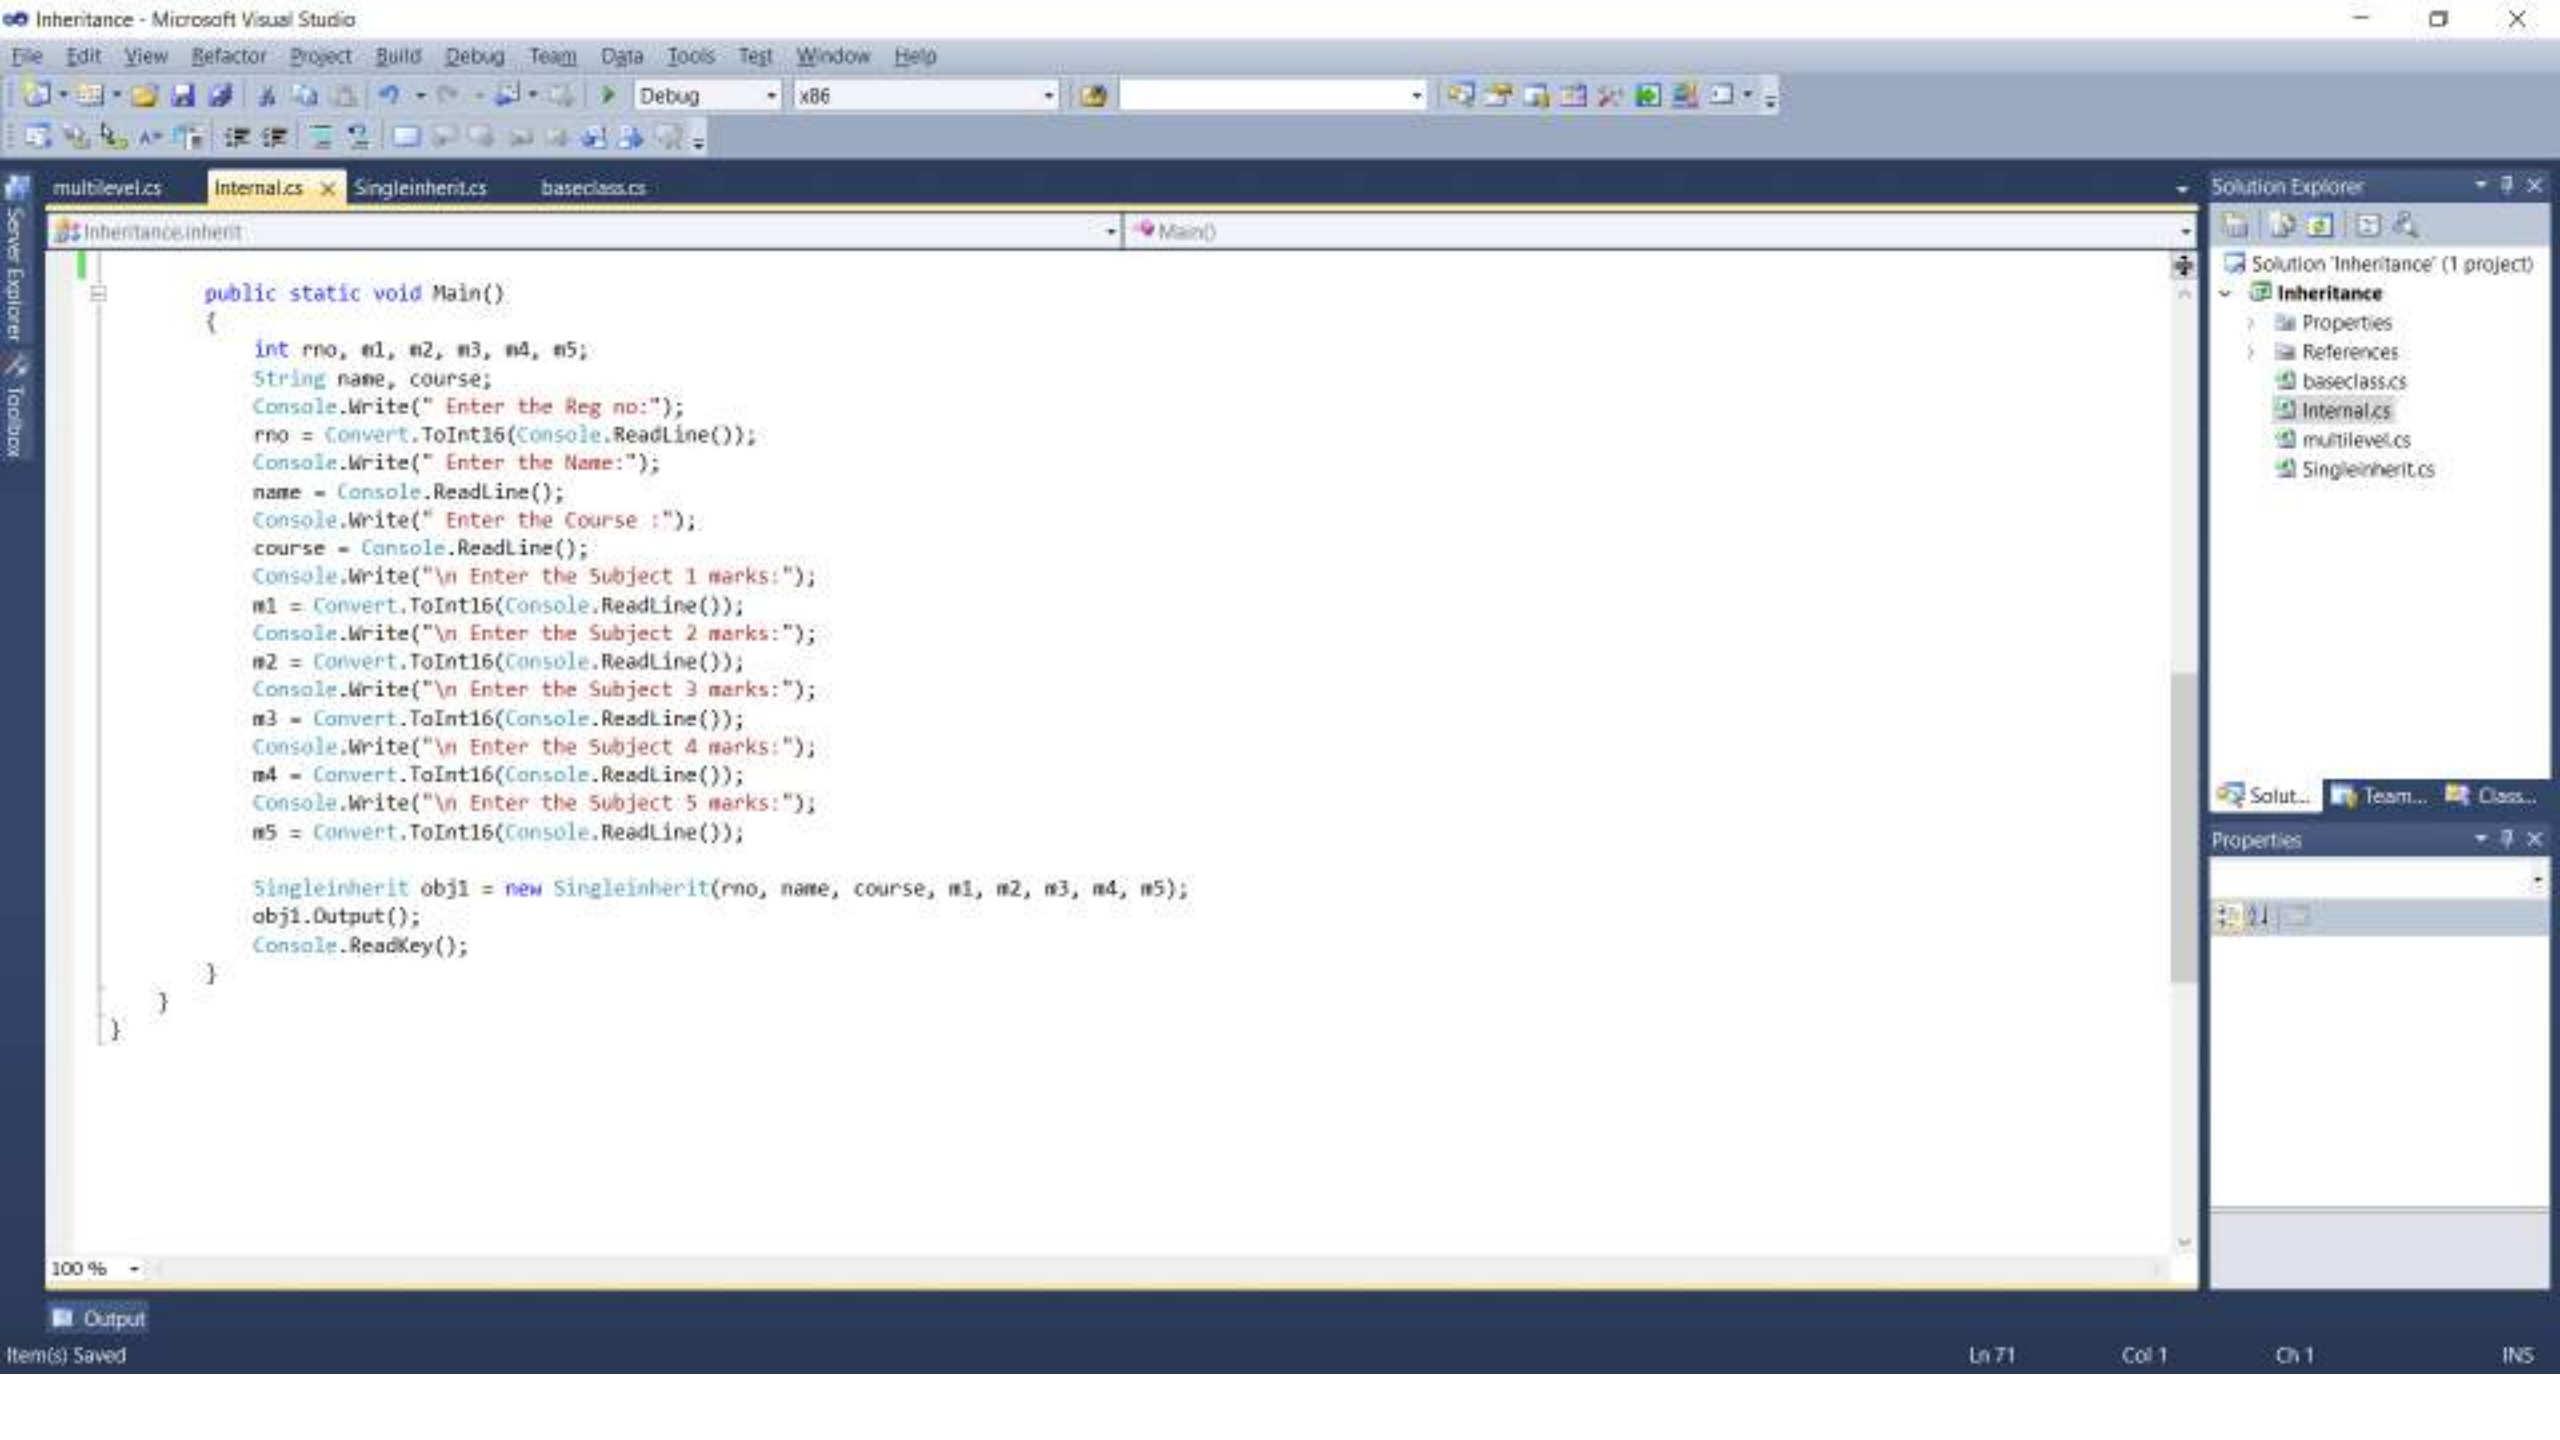 Inheritance - Microsoft Visual Studio
File Edit View Refactor Project Build Debug Team Data Tools Test Window Help
Debug x86
multilevel.cs Internal.cs Singleinherit.cs baseclass.cs
Inheritance.inherit Main()
Server Explorer
Toolbox
public static void Main()
{
int rno, m1, m2, m3, m4, m5;
String name, course;
Console.Write(" Enter the Reg no:");
rno = Convert.ToInt16(Console.ReadLine());
Console.Write(" Enter the Name:");
name = Console.ReadLine();
Console.Write(" Enter the Course :");
course = Console.ReadLine();
Console.Write("\n Enter the Subject 1 marks:");
m1 = Convert.ToInt16(Console.ReadLine());
Console.Write("\n Enter the Subject 2 marks:");
m2 = Convert.ToInt16(Console.ReadLine());
Console.Write("\n Enter the Subject 3 marks:");
m3 = Convert.ToInt16(Console.ReadLine());
Console.Write("\n Enter the Subject 4 marks:");
m4 = Convert.ToInt16(Console.ReadLine());
Console.Write("\n Enter the Subject 5 marks:");
m5 = Convert.ToInt16(Console.ReadLine());
Singleinherit obj1 = new Singleinherit(rno, name, course, m1, m2, m3, m4, m5);
obj1.Output();
Console.ReadKey();
}
}
}
100 %
Solution Explorer
Solution 'Inheritance' (1 project)
Inheritance
Properties
References
baseclass.cs
Internal.cs
multilevel.cs
Singleinherit.cs
Solut... Team... Class...
Properties
Output
Item(s) Saved Ln 71 Col 1 Ch 1 INS